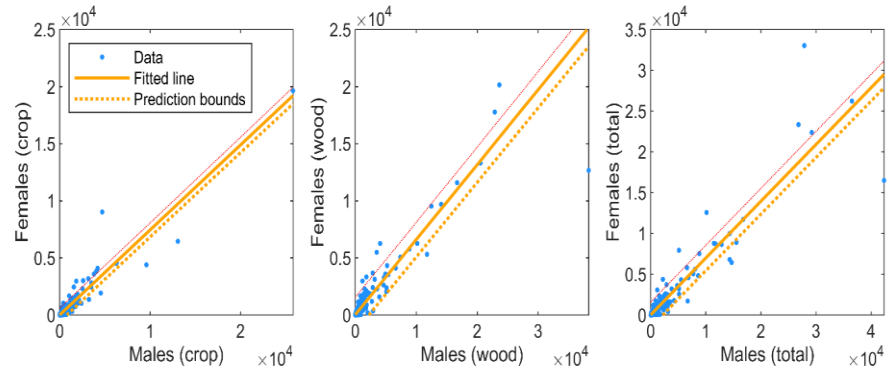 ×10⁴
2.5
2
1.5
1
0.5
0
Females (crop)
Data
Fitted line
Prediction bounds
0 1 2
Males (crop)
×10⁴
×10⁴
2.5
2
1.5
1
0.5
0
Females (wood)
0 1 2 3
Males (wood)
×10⁴
×10⁴
3.5
3
2.5
2
1.5
1
0.5
0
Females (total)
0 1 2 3 4
Males (total)
×10⁴